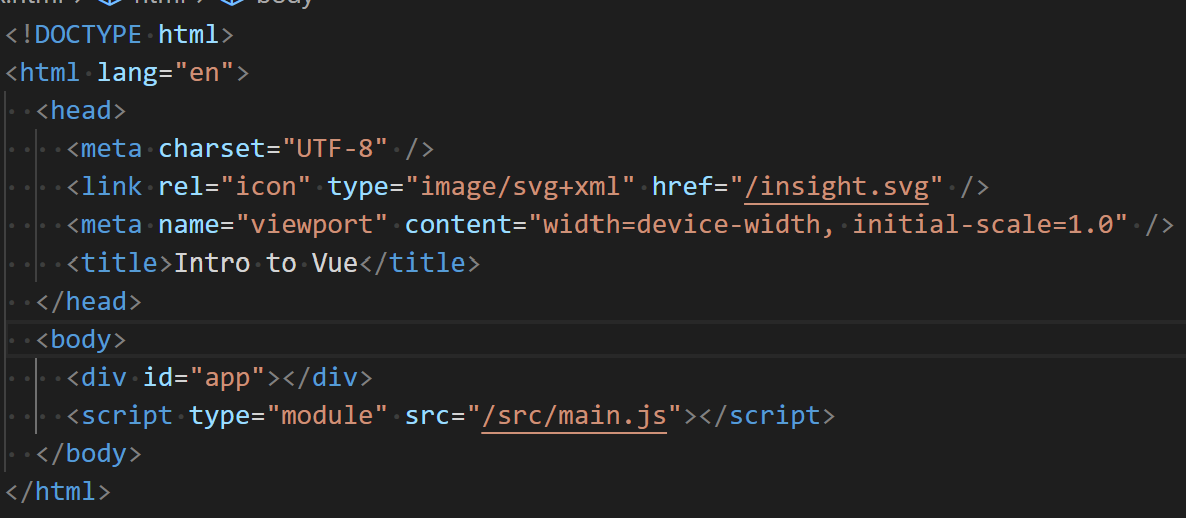 html > body
<!DOCTYPE html>
<html lang="en">
  <head>
    <meta charset="UTF-8" />
    <link rel="icon" type="image/svg+xml" href="/insight.svg" />
    <meta name="viewport" content="width=device-width, initial-scale=1.0" />
    <title>Intro to Vue</title>
  </head>
  <body>
    <div id="app"></div>
    <script type="module" src="/src/main.js"></script>
  </body>
</html>